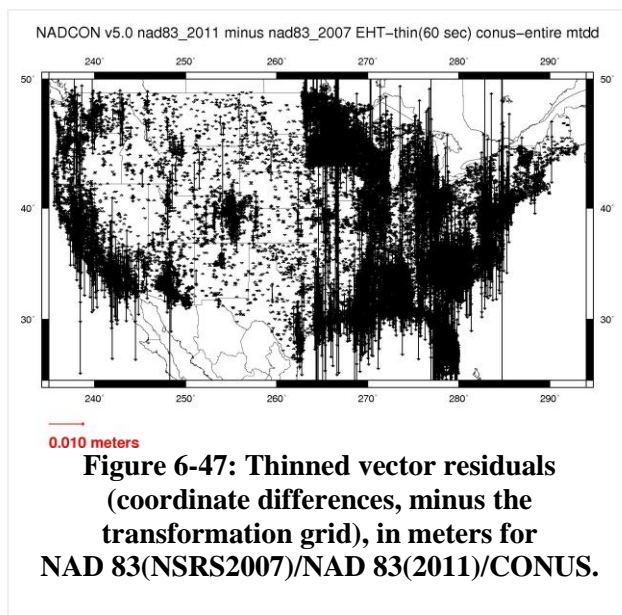 NADCON v5.0 nad83_2011 minus nad83_2007 EHT−thin(60 sec) conus−entire mtdd
240˚ 250˚ 260˚ 270˚ 280˚ 290˚
50˚ 50˚
40˚ 40˚
30˚ 30˚
240˚ 250˚ 260˚ 270˚ 280˚ 290˚
0.010 meters
Figure 6-47: Thinned vector residuals
(coordinate differences, minus the
transformation grid), in meters for
NAD 83(NSRS2007)/NAD 83(2011)/CONUS.